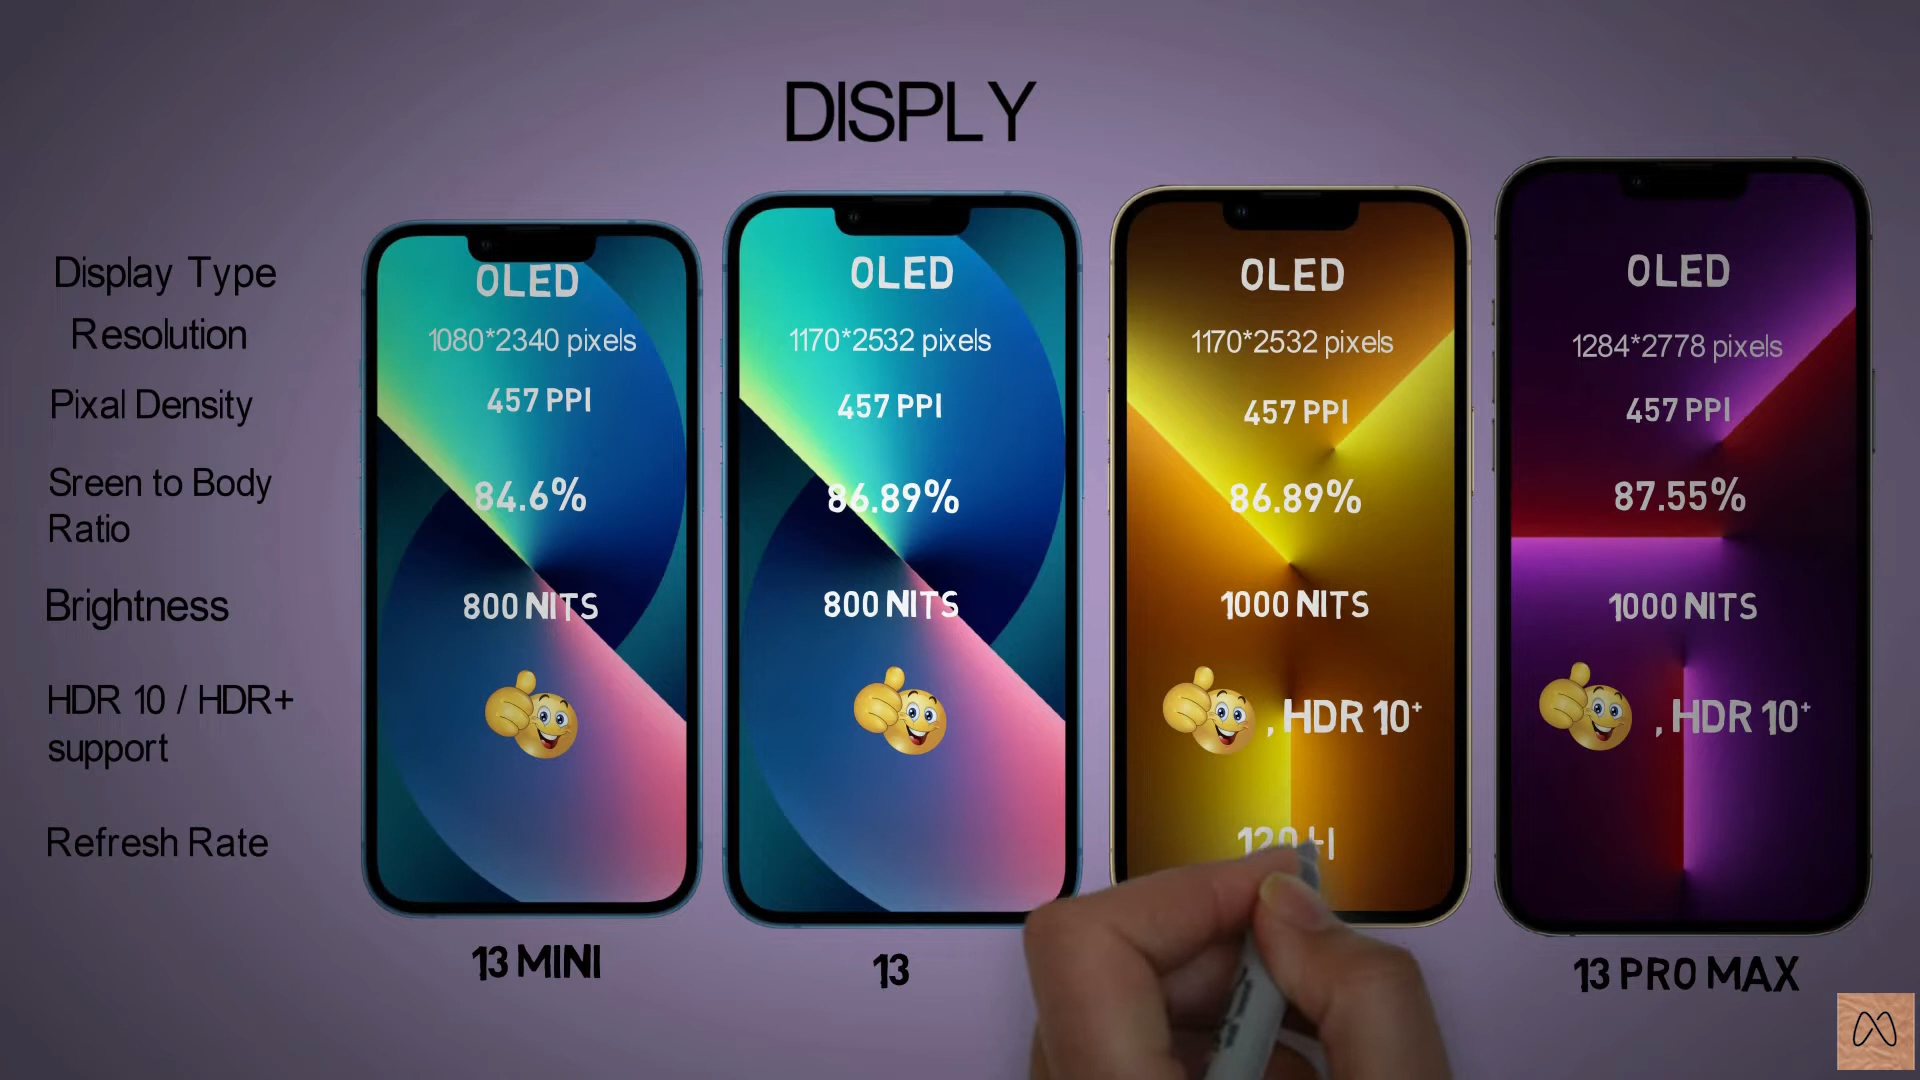 DISPLY
Display Type
OLED
OLED
OLED
OLED
Resolution
1080*2340 pixels
1170*2532 pixels
1170*2532 pixels
1284*2778 pixels
Pixal Density
457 PPI
457 PPI
457 PPI
457 PPI
Sreen to Body
Ratio
84.6%
86.89%
86.89%
87.55%
Brightness
800 NITS
800 NITS
1000 NITS
1000 NITS
HDR 10 / HDR+
support
, HDR 10+
, HDR 10+
Refresh Rate
120
13 MINI
13
13 PRO MAX